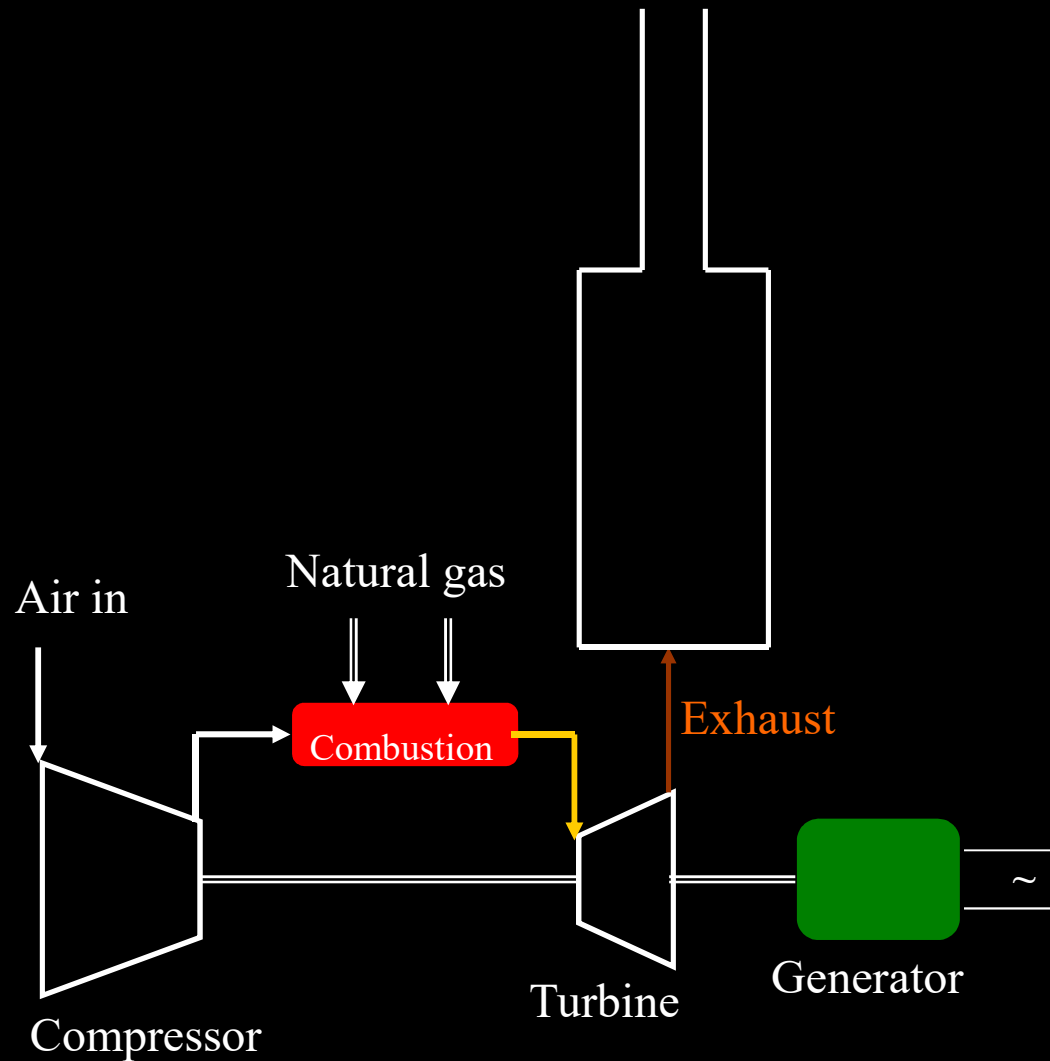 Natural gas
Air in
Exhaust
Combustion
~
Generator
Turbine
Compressor